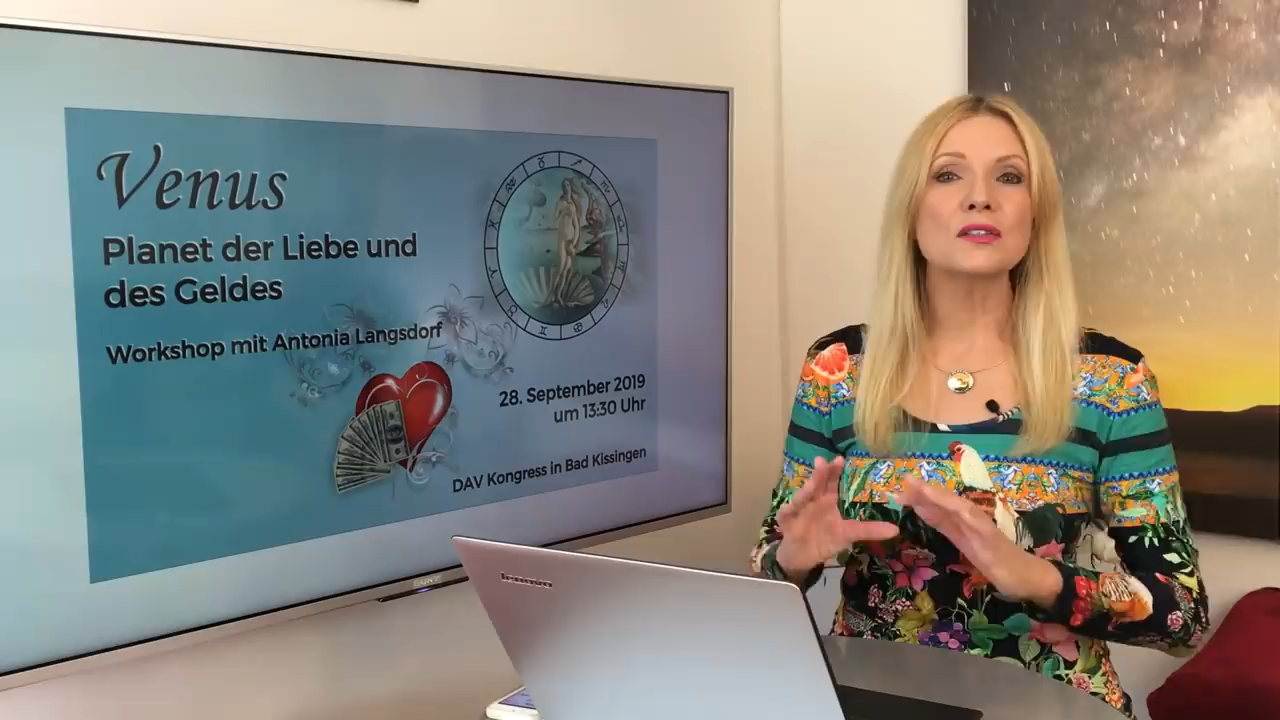 Venus
Planet der Liebe und
des Geldes
Workshop mit Antonia Langsdorf
28. September 2019
um 13:30 Uhr
DAV Kongress in Bad Kissingen
SONY
lenovo